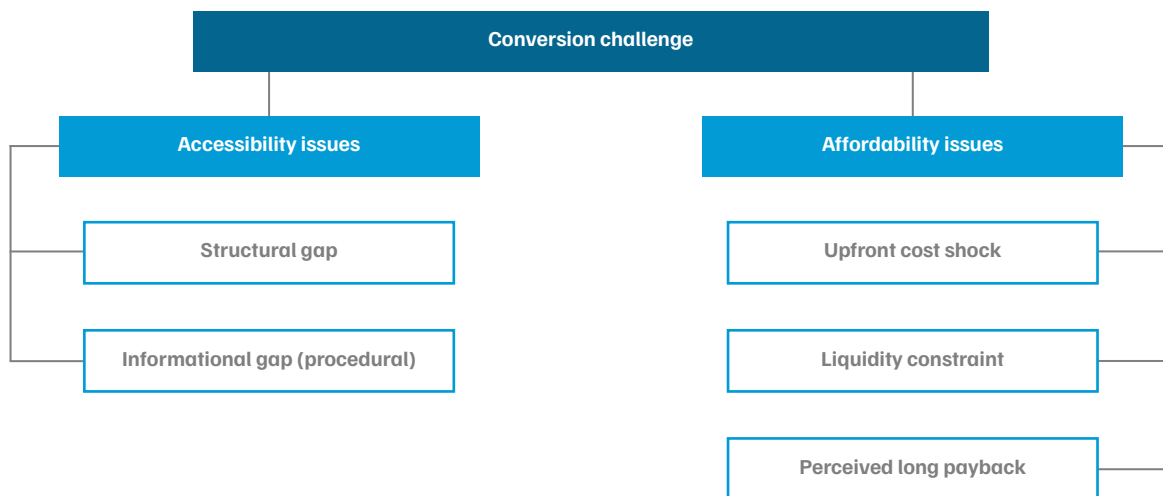 Conversion challenge
Accessibility issues
Affordability issues
Structural gap
Upfront cost shock
Informational gap (procedural)
Liquidity constraint
Perceived long payback